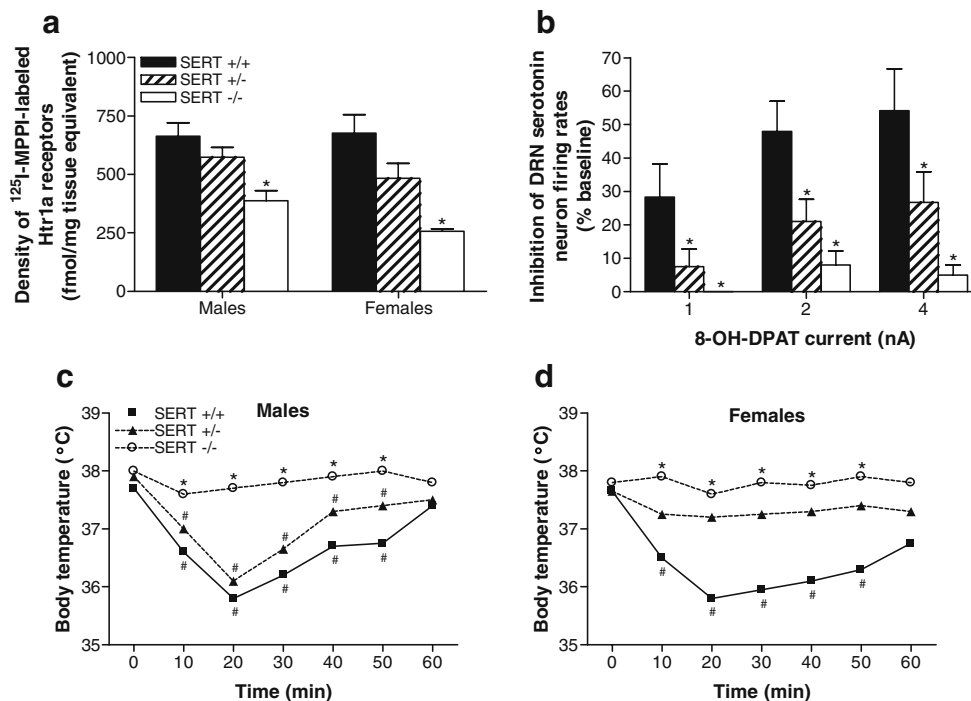 a
Density of ¹²⁵I-MPPI-labeled
Htr1a receptors
(fmol/mg tissue equivalent)
1000
750
500
250
0
SERT +/+
SERT +/-
SERT -/-
*
*
Males
Females
b
Inhibition of DRN serotonin
neuron firing rates
(% baseline)
70
60
50
40
30
20
10
0
*
*
*
*
*
*
1
2
4
8-OH-DPAT current (nA)
c
Males
SERT +/+
SERT +/-
SERT -/-
Body temperature (°C)
39
38
37
36
35
* * * * *
# # # # #
# # # # #
0 10 20 30 40 50 60
Time (min)
d
Females
Body temperature (°C)
39
38
37
36
35
* * * * *
# # # # #
0 10 20 30 40 50 60
Time (min)